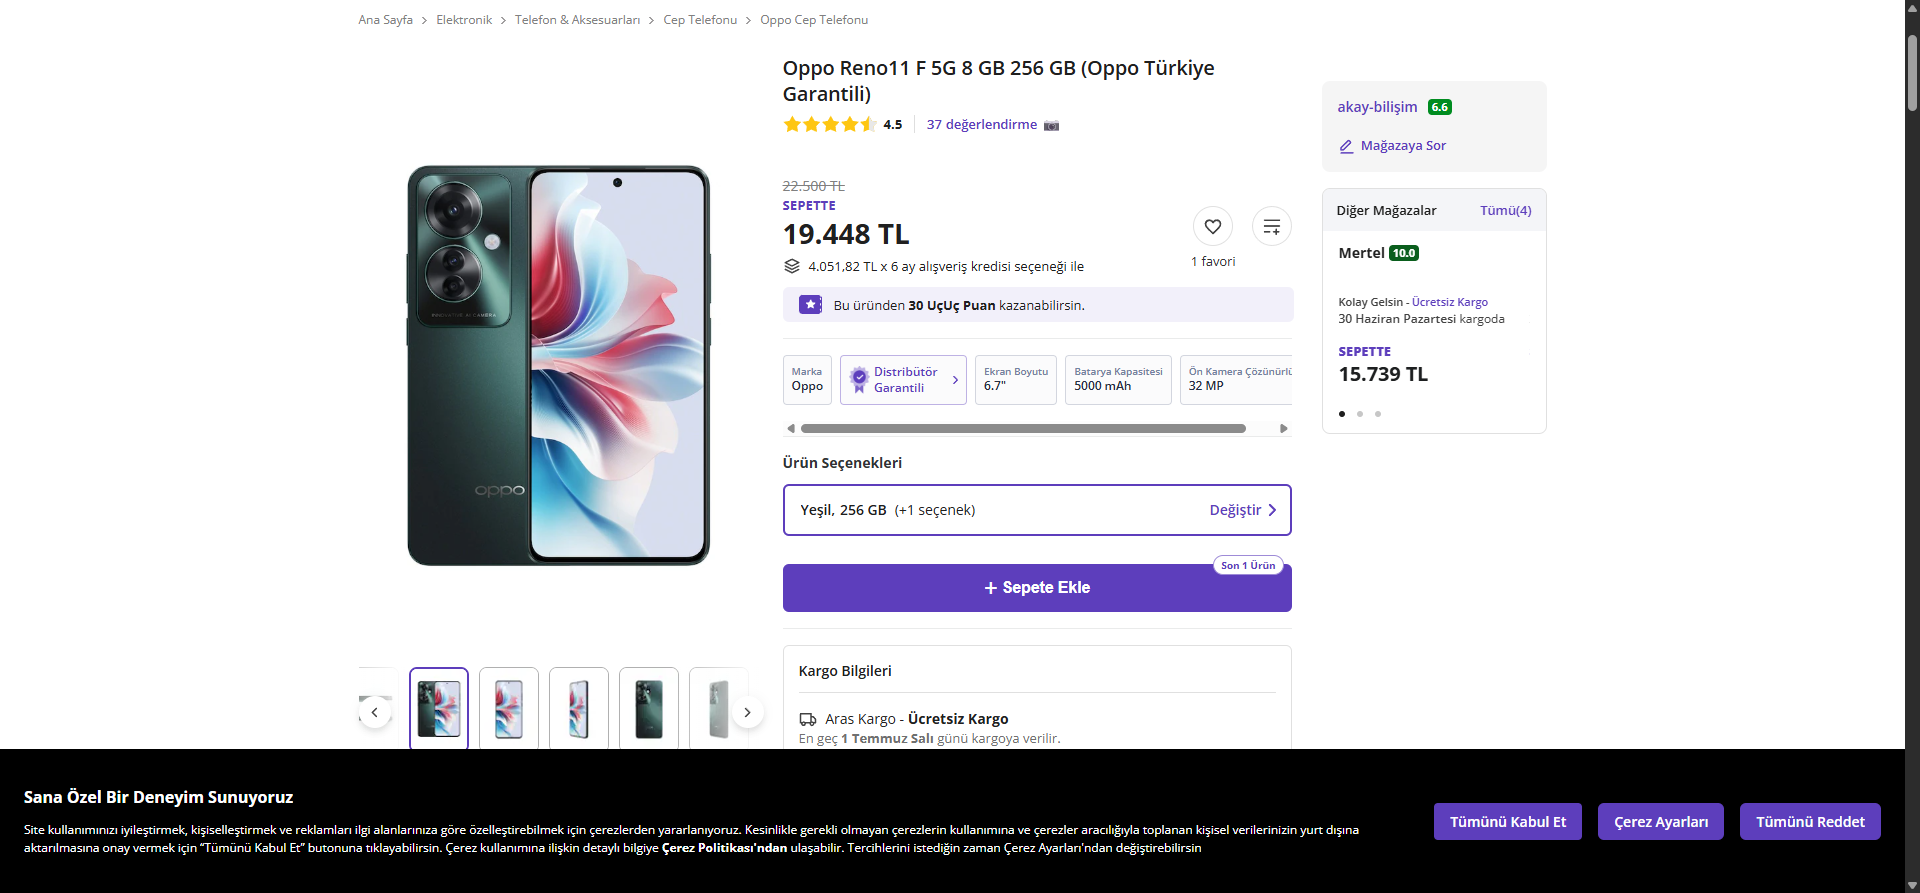 Ana Sayfa > Elektronik > Telefon & Aksesuarları > Cep Telefonu > Oppo Cep Telefonu
Oppo Reno11 F 5G 8 GB 256 GB (Oppo Türkiye
Garantili)
4.5 37 değerlendirme
22.500 TL
SEPETTE
19.448 TL
1 favori
4.051,82 TL x 6 ay alışveriş kredisi seçeneği ile
Bu üründen 30 UçUç Puan kazanabilirsin.
Marka
Oppo
Distribütör
Garantili
Ekran Boyutu
6.7"
Batarya Kapasitesi
5000 mAh
Ön Kamera Çözünürlü
32 MP
Ürün Seçenekleri
Yeşil, 256 GB (+1 seçenek) Değiştir
Son 1 Ürün
+ Sepete Ekle
Kargo Bilgileri
Aras Kargo - Ücretsiz Kargo
En geç 1 Temmuz Salı günü kargoya verilir.
akay-bilişim 6.6
Mağazaya Sor
Diğer Mağazalar Tümü(4)
Mertel 10.0
Kolay Gelsin - Ücretsiz Kargo
30 Haziran Pazartesi kargoda
SEPETTE
15.739 TL
oppo
Sana Özel Bir Deneyim Sunuyoruz
Site kullanımınızı iyileştirmek, kişiselleştirmek ve reklamları ilgi alanlarınıza göre özelleştirebilmek için çerezlerden yararlanıyoruz. Kesinlikle gerekli olmayan çerezlerin kullanımına ve çerezler aracılığıyla toplanan kişisel verilerinizin yurt dışına
aktarılmasına onay vermek için “Tümünü Kabul Et” butonuna tıklayabilirsin. Çerez kullanımına ilişkin detaylı bilgiye Çerez Politikası'ndan ulaşabilir. Tercihlerini istediğin zaman Çerez Ayarları'ndan değiştirebilirsin
Tümünü Kabul Et
Çerez Ayarları
Tümünü Reddet